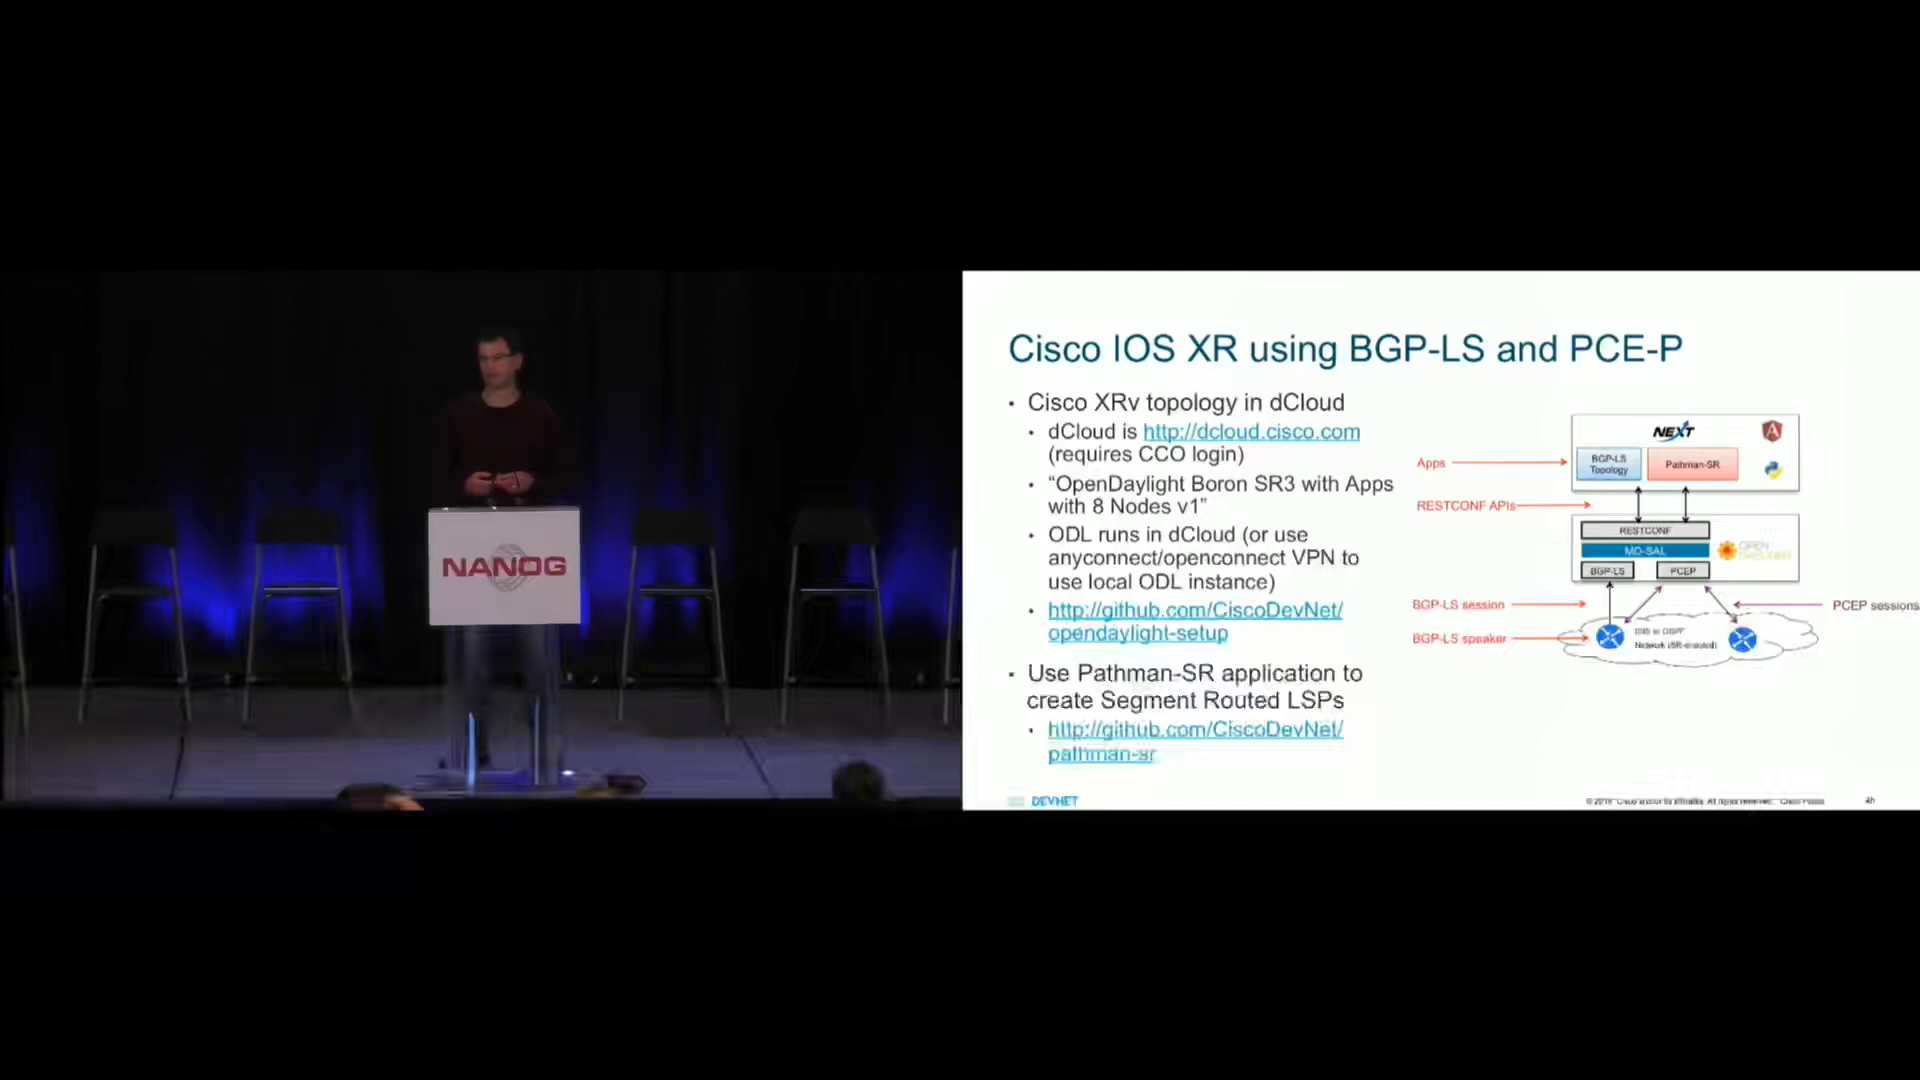 NANOG
Cisco IOS XR using BGP-LS and PCE-P
• Cisco XRv topology in dCloud
• dCloud is http://dcloud.cisco.com
(requires CCO login)
• “OpenDaylight Boron SR3 with Apps
with 8 Nodes v1”
• ODL runs in dCloud (or use
anyconnect/openconnect VPN to
use local ODL instance)
• http://github.com/CiscoDevNet/
opendaylight-setup
• Use Pathman-SR application to
create Segment Routed LSPs
• http://github.com/CiscoDevNet/
pathman-sr
NEXT
Apps
BGP-LS
Topology
Pathman-SR
RESTCONF APIs
RESTCONF
MD-SAL
OPEN
BGP-LS
PCEP
BGP-LS session
PCEP sessions
BGP-LS speaker
Network (SR-enabled)
DEVNET